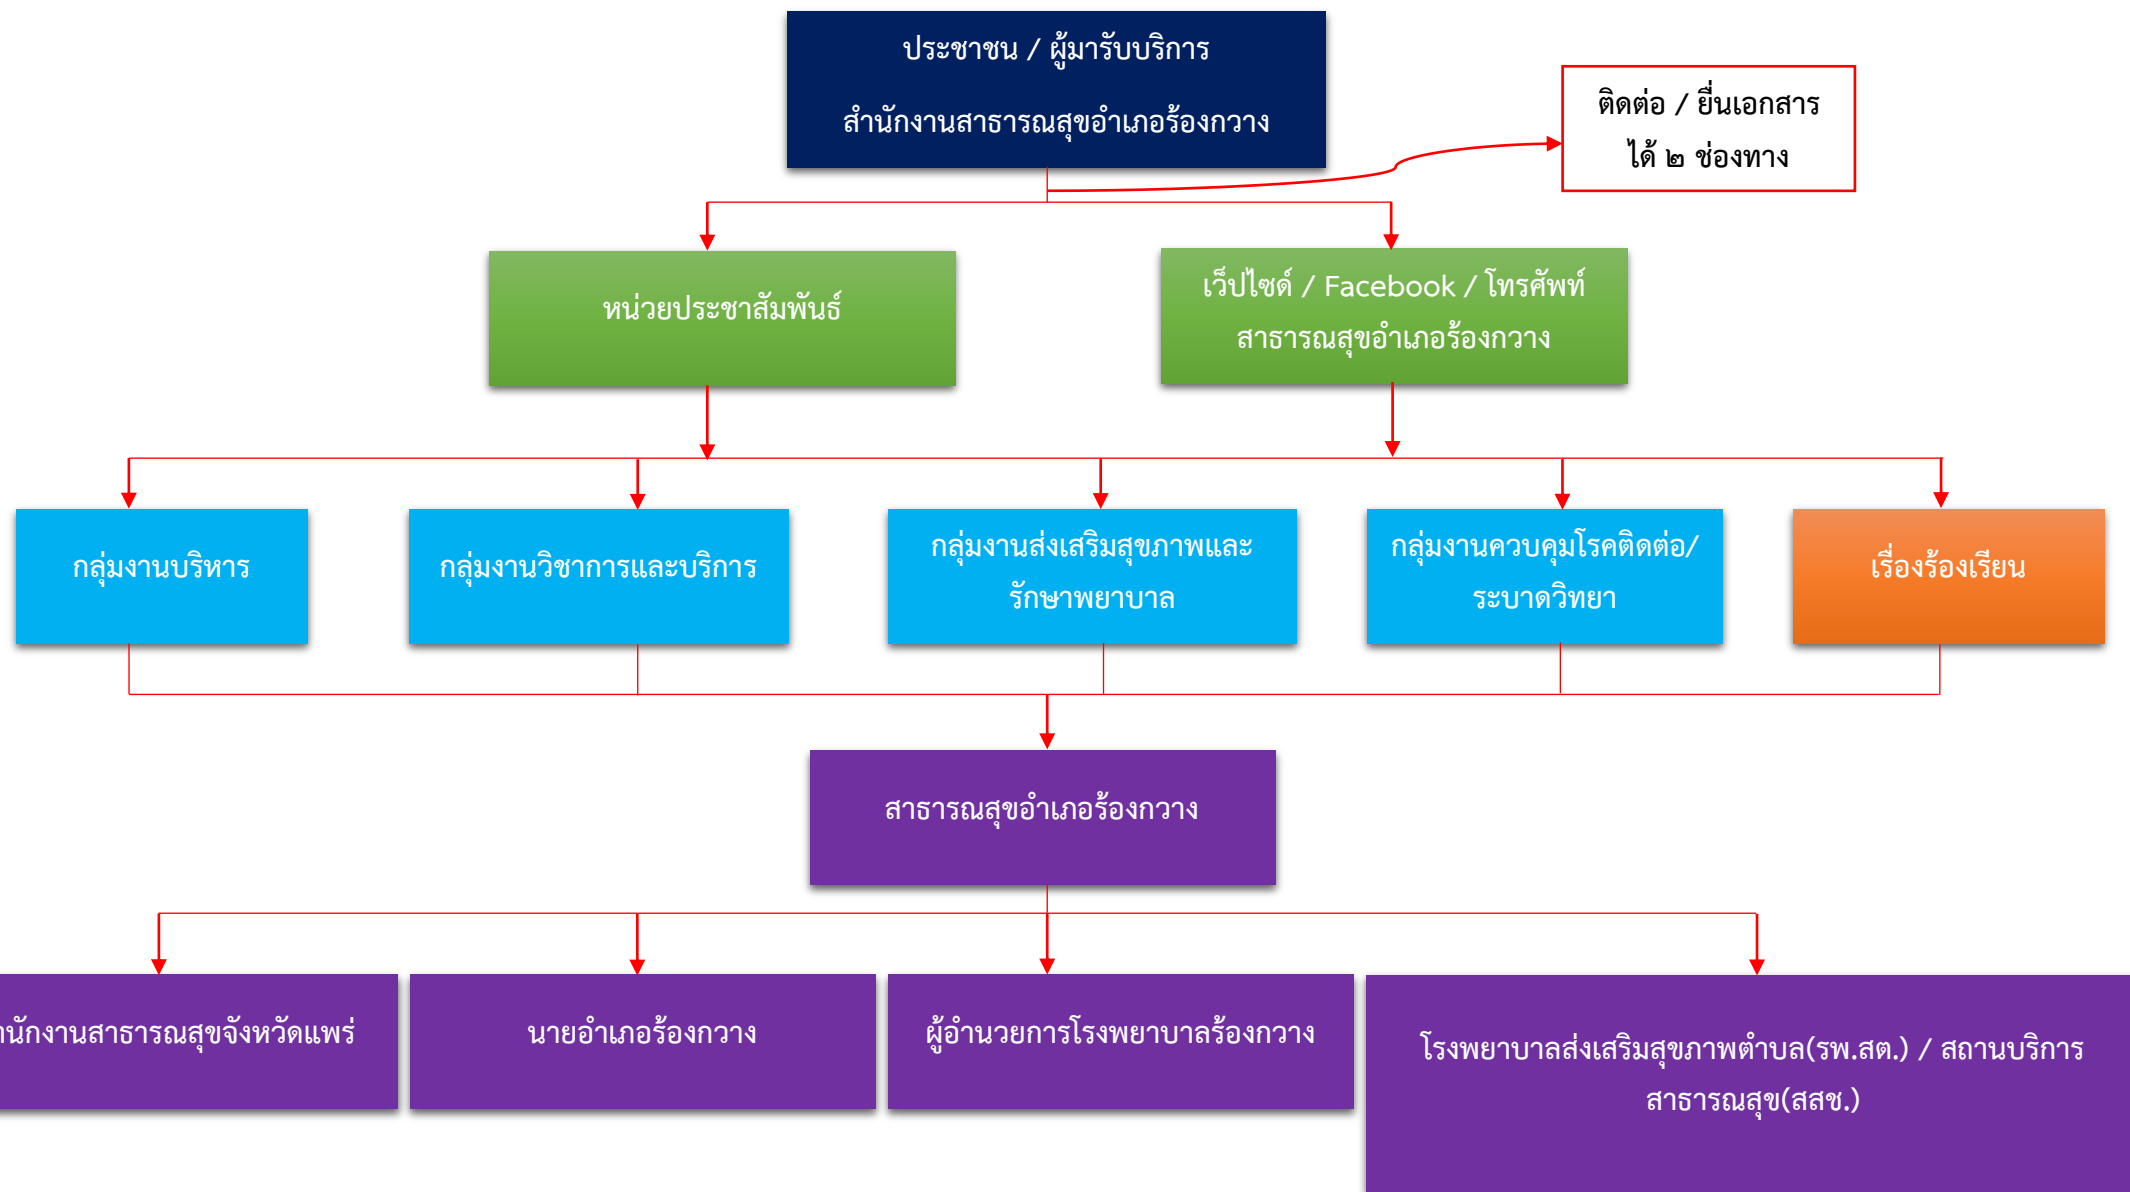 ประชาชน / ผู้มารับบริการ
สำนักงานสาธารณสุขอำเภอร้องกวาง
ติดต่อ / ยื่นเอกสาร
ได้ ๒ ช่องทาง
หน่วยประชาสัมพันธ์
เว็ปไซด์ / Facebook / โทรศัพท์
สาธารณสุขอำเภอร้องกวาง
กลุ่มงานบริหาร
กลุ่มงานวิชาการและบริการ
กลุ่มงานส่งเสริมสุขภาพและ
รักษาพยาบาล
กลุ่มงานควบคุมโรคติดต่อ/
ระบาดวิทยา
เรื่องร้องเรียน
สาธารณสุขอำเภอร้องกวาง
านักงานสาธารณสุขจังหวัดแพร่
นายอำเภอร้องกวาง
ผู้อำนวยการโรงพยาบาลร้องกวาง
โรงพยาบาลส่งเสริมสุขภาพตำบล(รพ.สต.) / สถานบริการ
สาธารณสุข(สสช.)